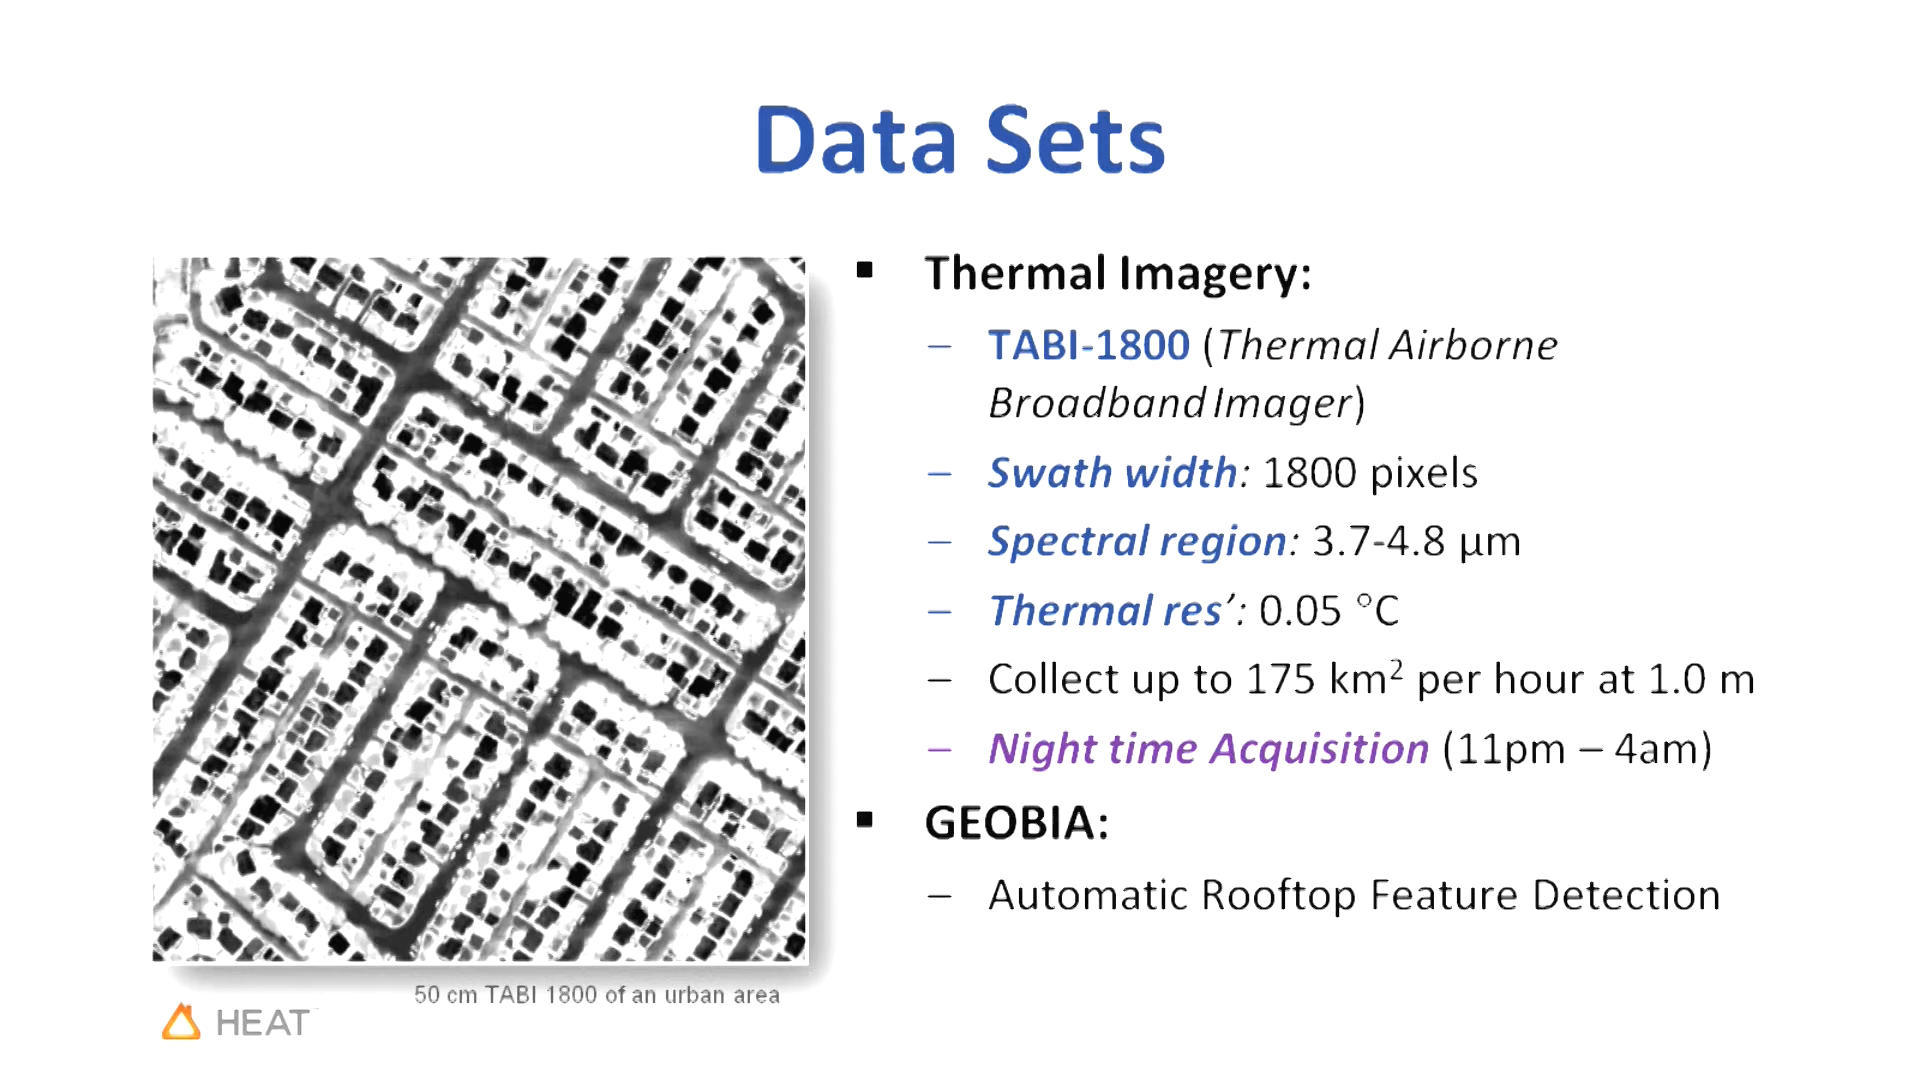 Data Sets
▪ Thermal Imagery:
– TABI-1800 (Thermal Airborne
Broadband Imager)
– Swath width: 1800 pixels
– Spectral region: 3.7-4.8 µm
– Thermal res’: 0.05 °C
– Collect up to 175 km² per hour at 1.0 m
– Night time Acquisition (11pm – 4am)
▪ GEOBIA:
– Automatic Rooftop Feature Detection
50 cm TABI 1800 of an urban area
HEAT